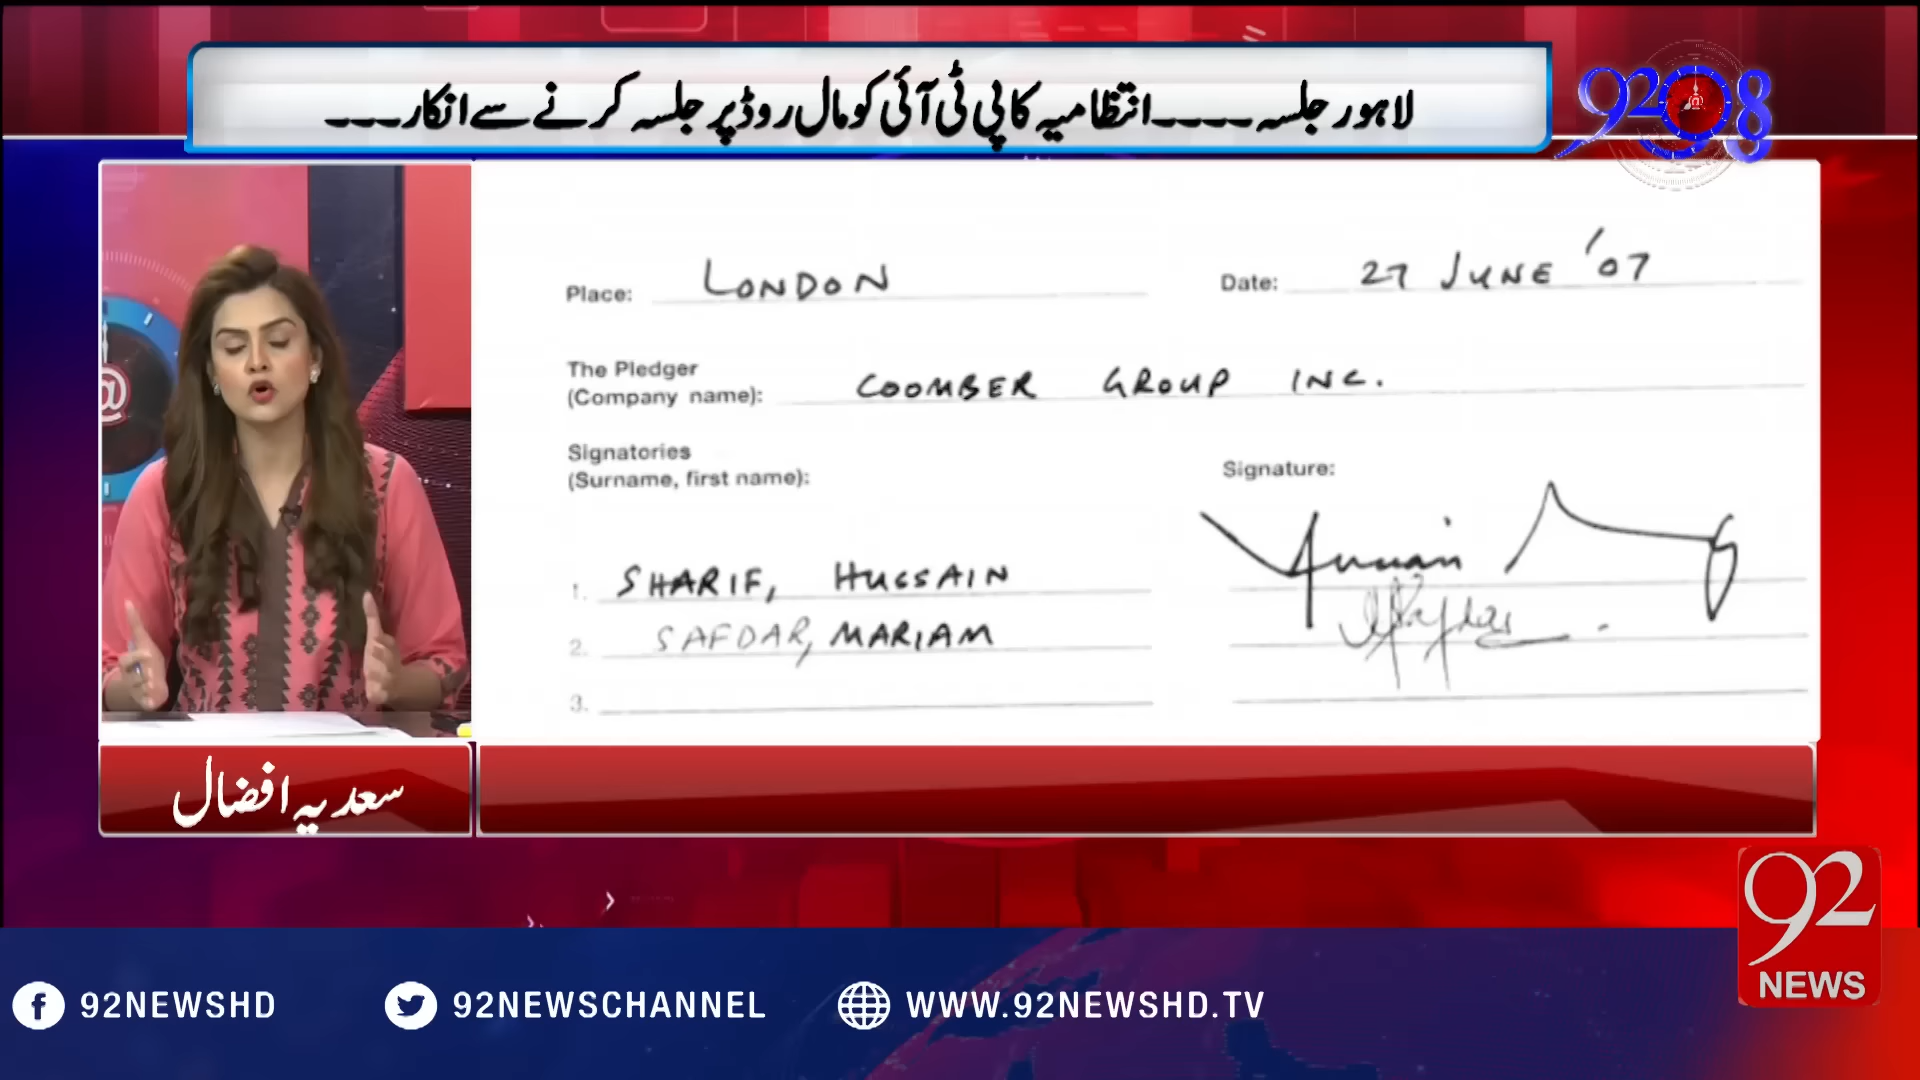 لاہور جلسہ ۔۔۔۔انتظامیہ کا پی ٹی آئی کو مال روڈ پر جلسہ کرنے سے انکار۔۔۔
92@8
Place: LONDON Date: 27 JUNE '07
The Pledger
(Company name): COOMBER GROUP INC.
Signatories
(Surname, first name): Signature:
1. SHARIF, HUSSAIN
2. SAFDAR, MARIAM
3.
سعدیہ افضال
92
NEWS
92NEWSHD 92NEWSCHANNEL WWW.92NEWSHD.TV